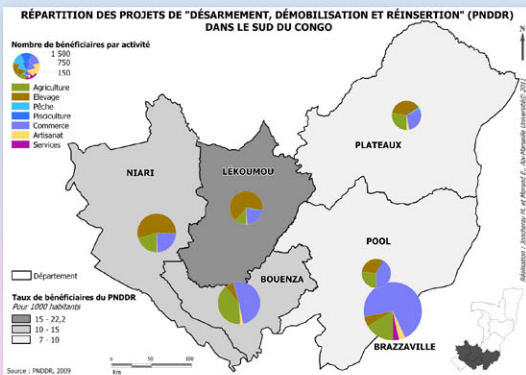 RÉPARTITION DES PROJETS DE "DÉSARMEMENT, DÉMOBILISATION ET RÉINSERTION" (PNDDR)
DANS LE SUD DU CONGO
Nombre de bénéficiaires par activité
1 500
750
150
Agriculture
Elevage
Pêche
Pisciculture
Commerce
Artisanat
Services
PLATEAUX
NIARI
LÉKOUMOU
POOL
BOUENZA
BRAZZAVILLE
Département
Taux de bénéficiaires du PNDDR
Pour 1000 habitants
15 - 22,2
10 - 15
7 - 10
Source : PNDDR, 2009
0
50
100
Km
N